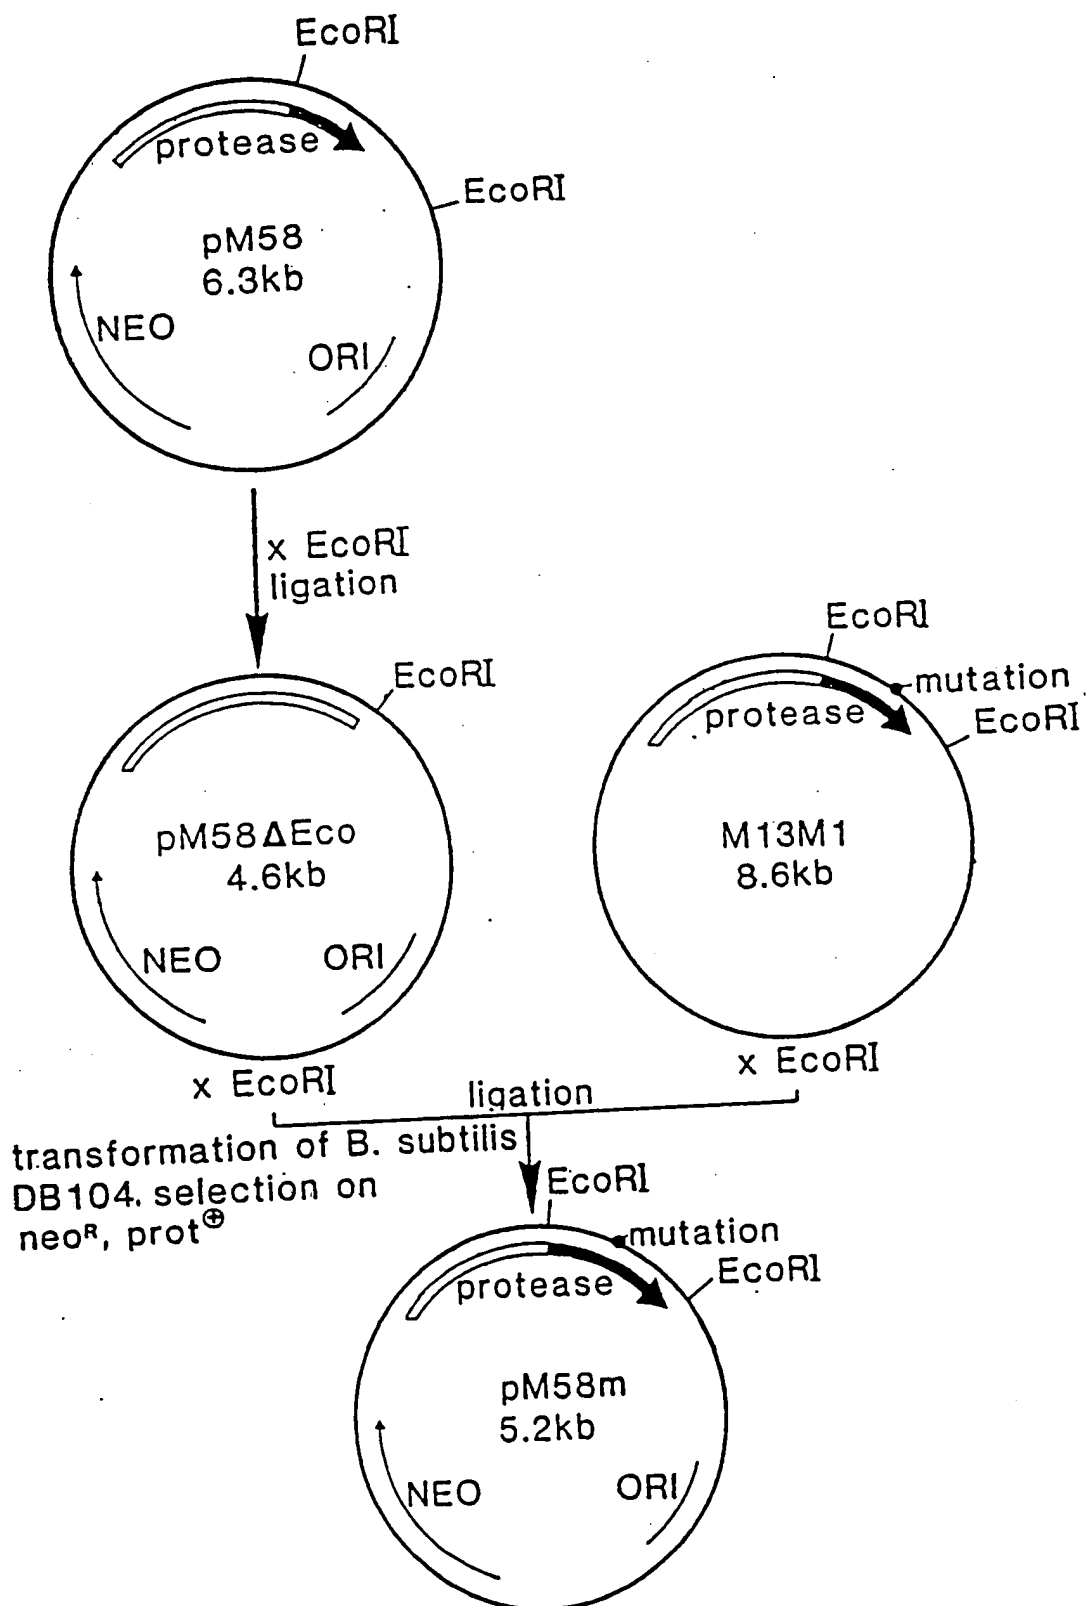 EcoRI
protease
EcoRI
pM58
6.3kb
NEO
ORI
x EcoRI
ligation
EcoRI
pM58ΔEco
4.6kb
NEO
ORI
x EcoRI
EcoRI
mutation
protease
EcoRI
M13M1
8.6kb
x EcoRI
ligation
transformation of B. subtilis
DB104. selection on
neoᴿ, prot⊕
EcoRI
mutation
EcoRI
protease
pM58m
5.2kb
NEO
ORI